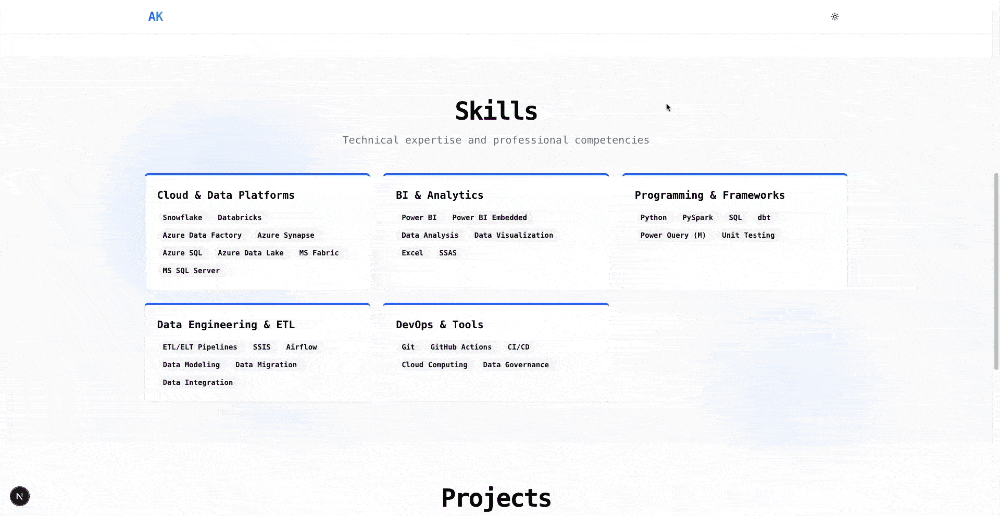 AK
Skills
Technical expertise and professional competencies
Cloud & Data Platforms
Snowflake Databricks
Azure Data Factory Azure Synapse
Azure SQL Azure Data Lake MS Fabric
MS SQL Server
BI & Analytics
Power BI Power BI Embedded
Data Analysis Data Visualization
Excel SSAS
Programming & Frameworks
Python PySpark SQL dbt
Power Query (M) Unit Testing
Data Engineering & ETL
ETL/ELT Pipelines SSIS Airflow
Data Modeling Data Migration
Data Integration
DevOps & Tools
Git GitHub Actions CI/CD
Cloud Computing Data Governance
N
Projects